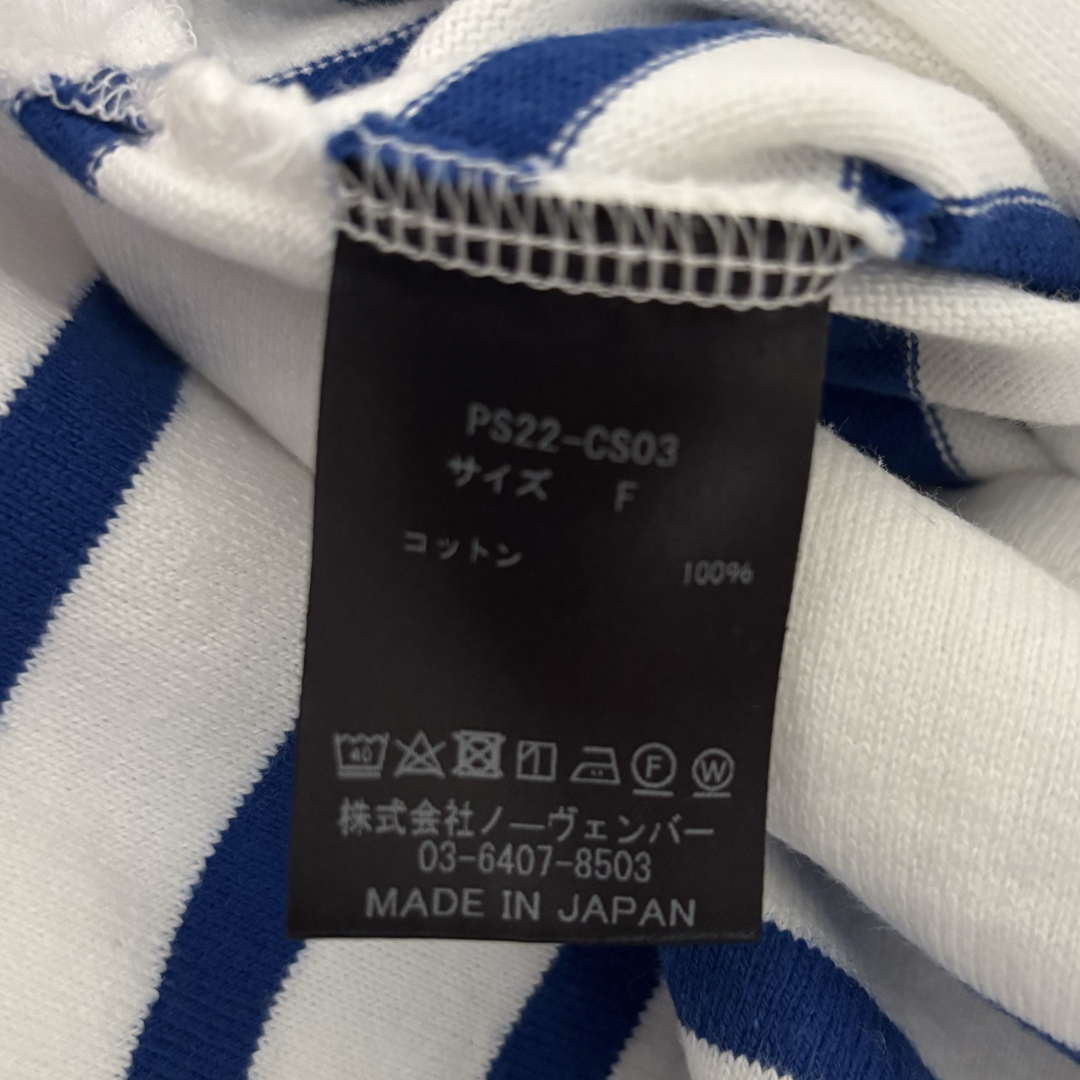 PS22-CS03
サイズ F
コットン 100%
40
F W
株式会社ノーヴェンバー
03-6407-8503
MADE IN JAPAN